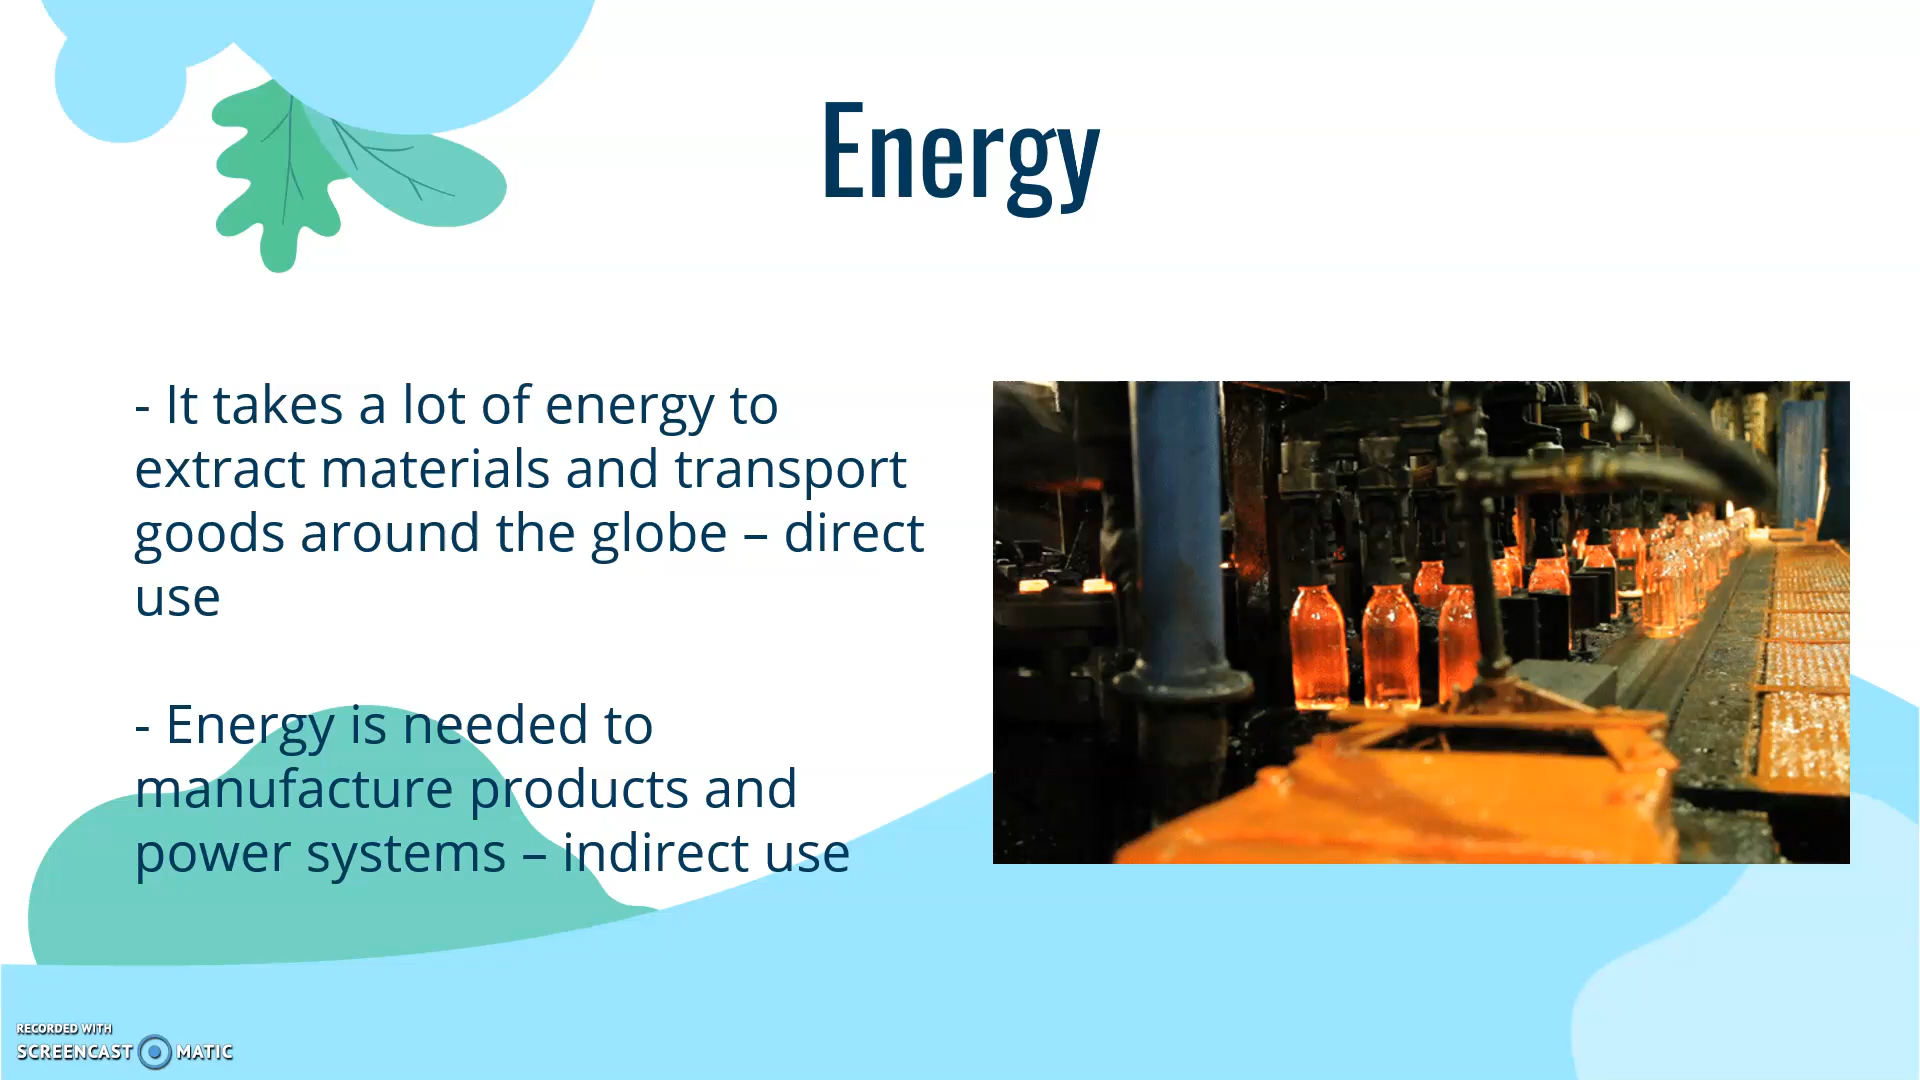 Energy
- It takes a lot of energy to
extract materials and transport
goods around the globe – direct
use
- Energy is needed to
manufacture products and
power systems – indirect use
RECORDED WITH
SCREENCAST MATIC